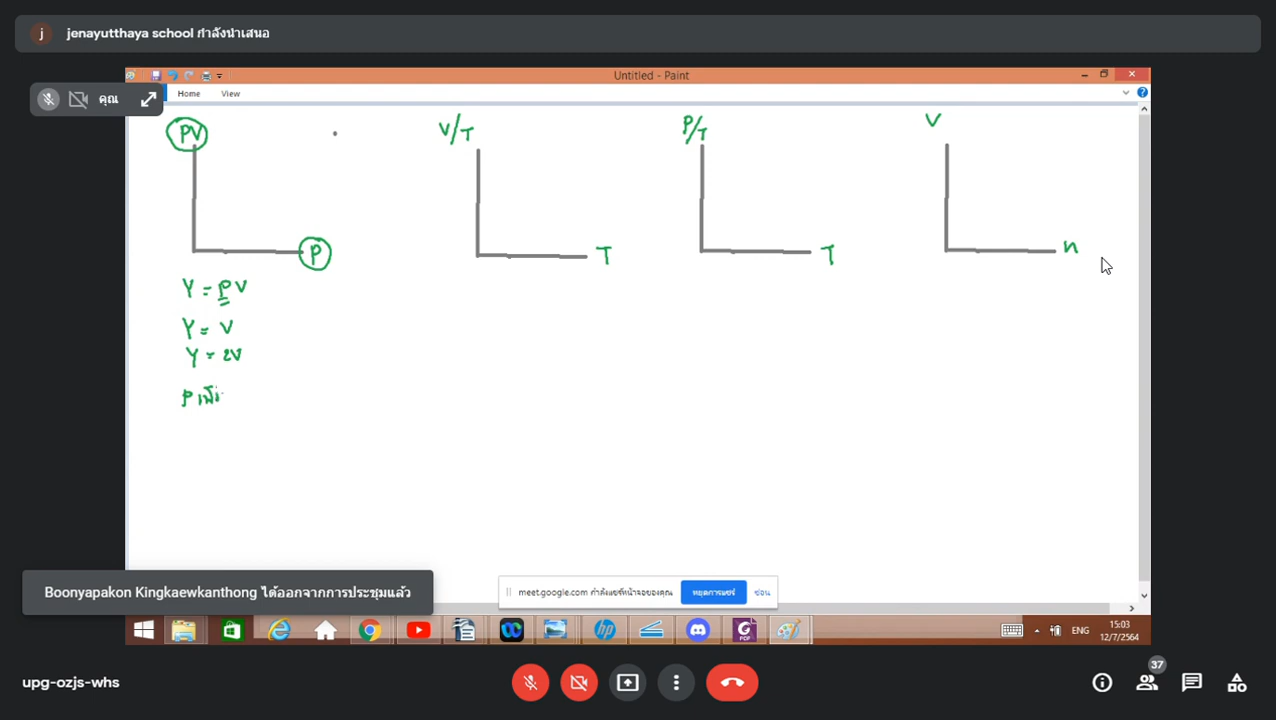 j jenayutthaya school กำลังนำเสนอ
Untitled - Paint
คุณ
Home View
PV
V/T
P/T
V
P
T
T
n
Y = PV
Y = V
Y = 2V
P
Boonyapakon Kingkaewkanthong ได้ออกจากการประชุมแล้ว
meet.google.com กำลังแชร์หน้าจอของคุณ หยุดการแชร์ ซ่อน
ENG
15:03
12/7/2564
upg-ozjs-whs
37